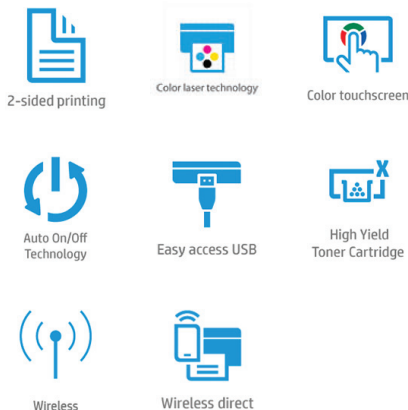 2-sided printing
Color laser technology
Color touchscreen
Auto On/Off
Technology
Easy access USB
X
High Yield
Toner Cartridge
Wireless
Wireless direct